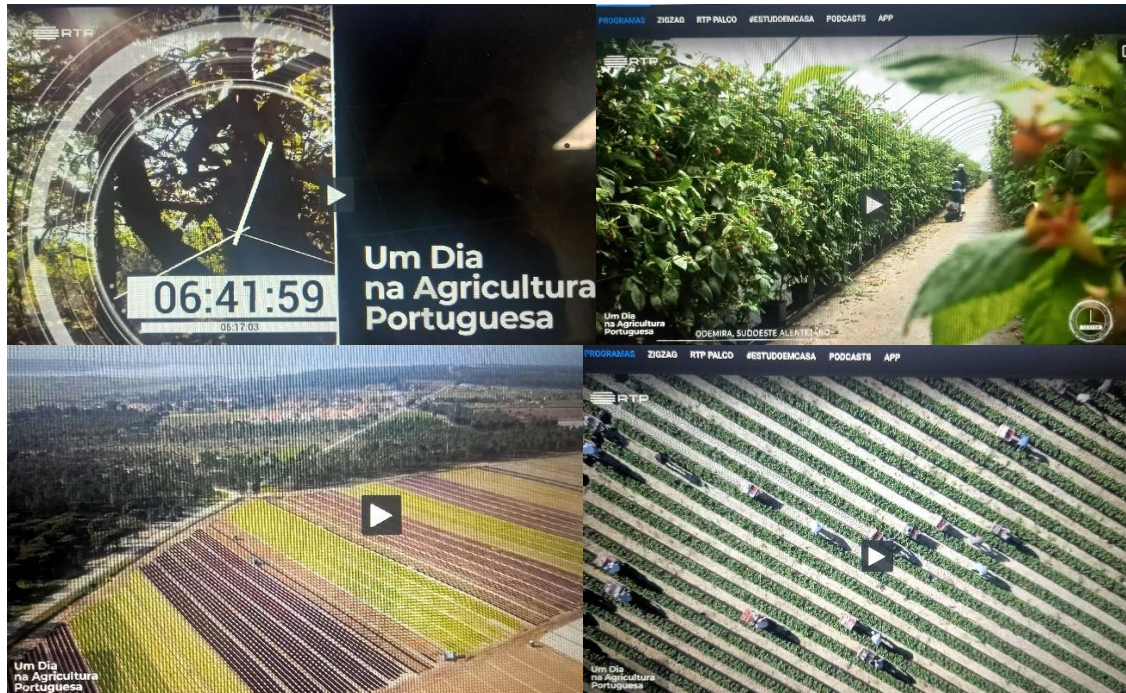 RTP
06:41:59
06:17:03
Um Dia
na Agricultura
Portuguesa
PROGRAMAS ZIGZAG RTP PALCO #ESTUDOEMCASA PODCASTS APP
RTP
Um Dia
na Agricultura
Portuguesa
ODEMIRA, SUDOESTE ALENTEJANO
Um Dia
na Agricultura
Portuguesa
PROGRAMAS ZIGZAG RTP PALCO #ESTUDOEMCASA PODCASTS APP
RTP
Um Dia
na Agricultura
Portuguesa